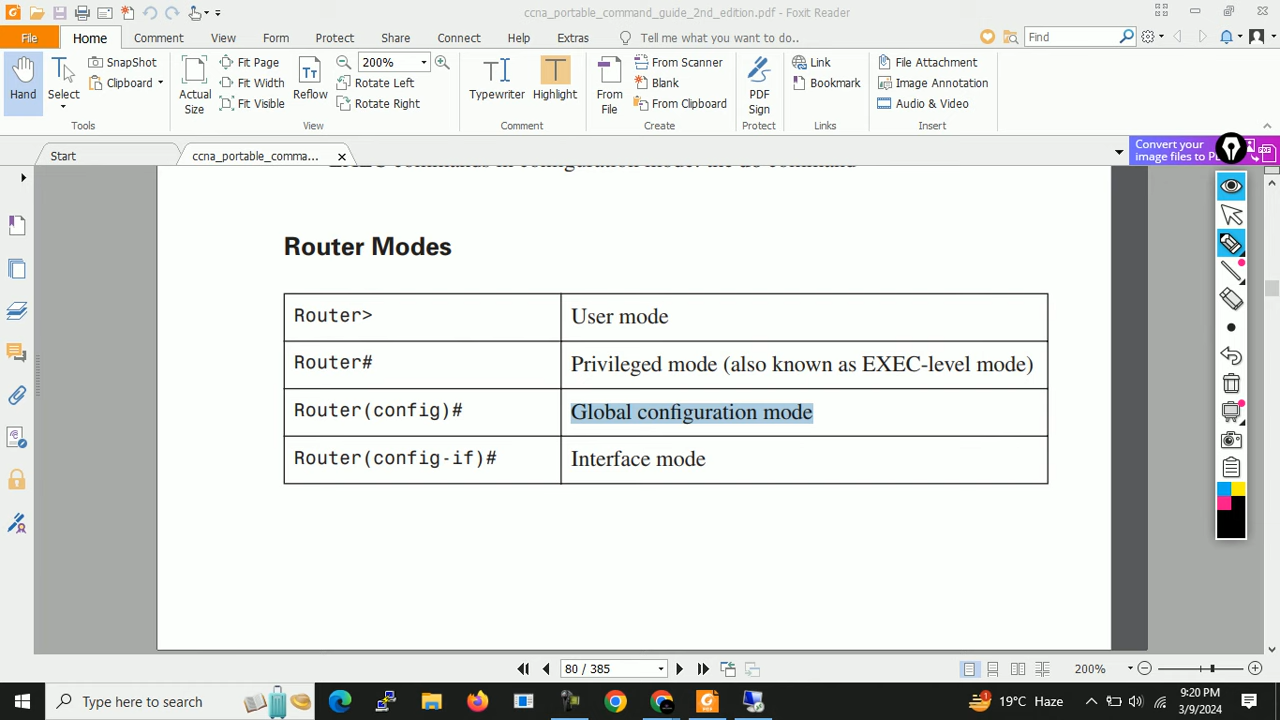 ccna_portable_command_guide_2nd_edition.pdf - Foxit Reader
File
Home
Comment
View
Form
Protect
Share
Connect
Help
Extras
Tell me what you want to do..
Find
Hand
Select
SnapShot
Clipboard
Tools
Actual
Size
Fit Page
Fit Width
Fit Visible
Reflow
200%
Rotate Left
Rotate Right
View
Typewriter
Highlight
Comment
From
File
From Scanner
Blank
From Clipboard
Create
PDF
Sign
Protect
Link
Bookmark
Links
File Attachment
Image Annotation
Audio & Video
Insert
Start
ccna_portable_comma...
Convert your
image files to
Router Modes
Router> User mode
Router# Privileged mode (also known as EXEC-level mode)
Router(config)# Global configuration mode
Router(config-if)# Interface mode
80 / 385
200%
Type here to search
19°C Haze
9:20 PM
3/9/2024